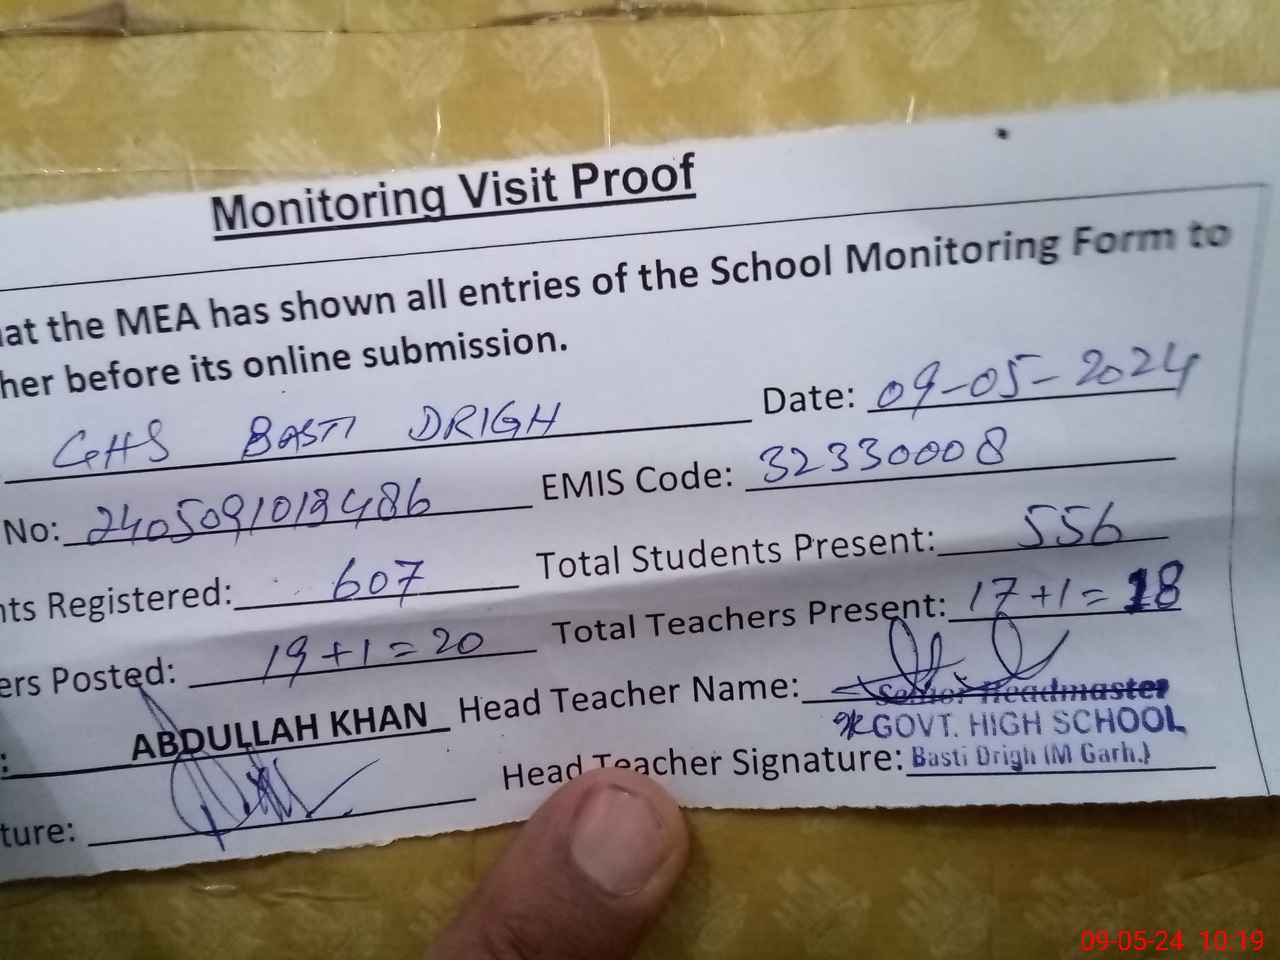 Monitoring Visit Proof
at the MEA has shown all entries of the School Monitoring Form to
her before its online submission.
GHS BASTI DRIGH Date: 09-05-2024
No: 2405091013486 EMIS Code: 32330008
nts Registered: 607 Total Students Present: 556
ers Posted: 19+1=20 Total Teachers Present: 17+1=18
: ABDULLAH KHAN Head Teacher Name: Senior Headmaster
GOVT. HIGH SCHOOL
ture: Head Teacher Signature: Basti Drigh (M Garh.)
09-05-24 10:19